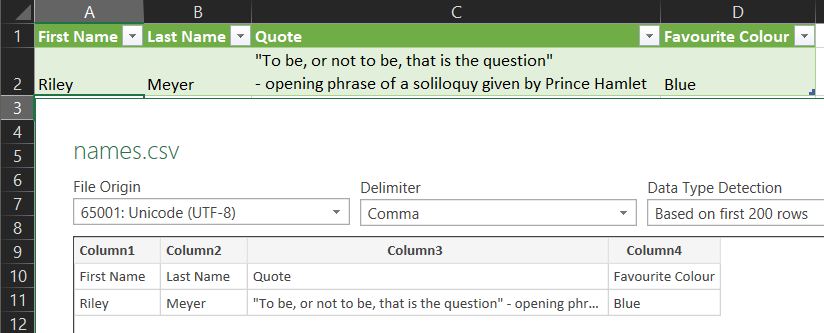 A B C D
1 First Name Last Name Quote Favourite Colour
"To be, or not to be, that is the question"
2 Riley Meyer - opening phrase of a soliloquy given by Prince Hamlet Blue
3
4
5 names.csv
6 File Origin Delimiter Data Type Detection
7 65001: Unicode (UTF-8) Comma Based on first 200 rows
8
9 Column1 Column2 Column3 Column4
10 First Name Last Name Quote Favourite Colour
11 Riley Meyer "To be, or not to be, that is the question" - opening phr... Blue
12